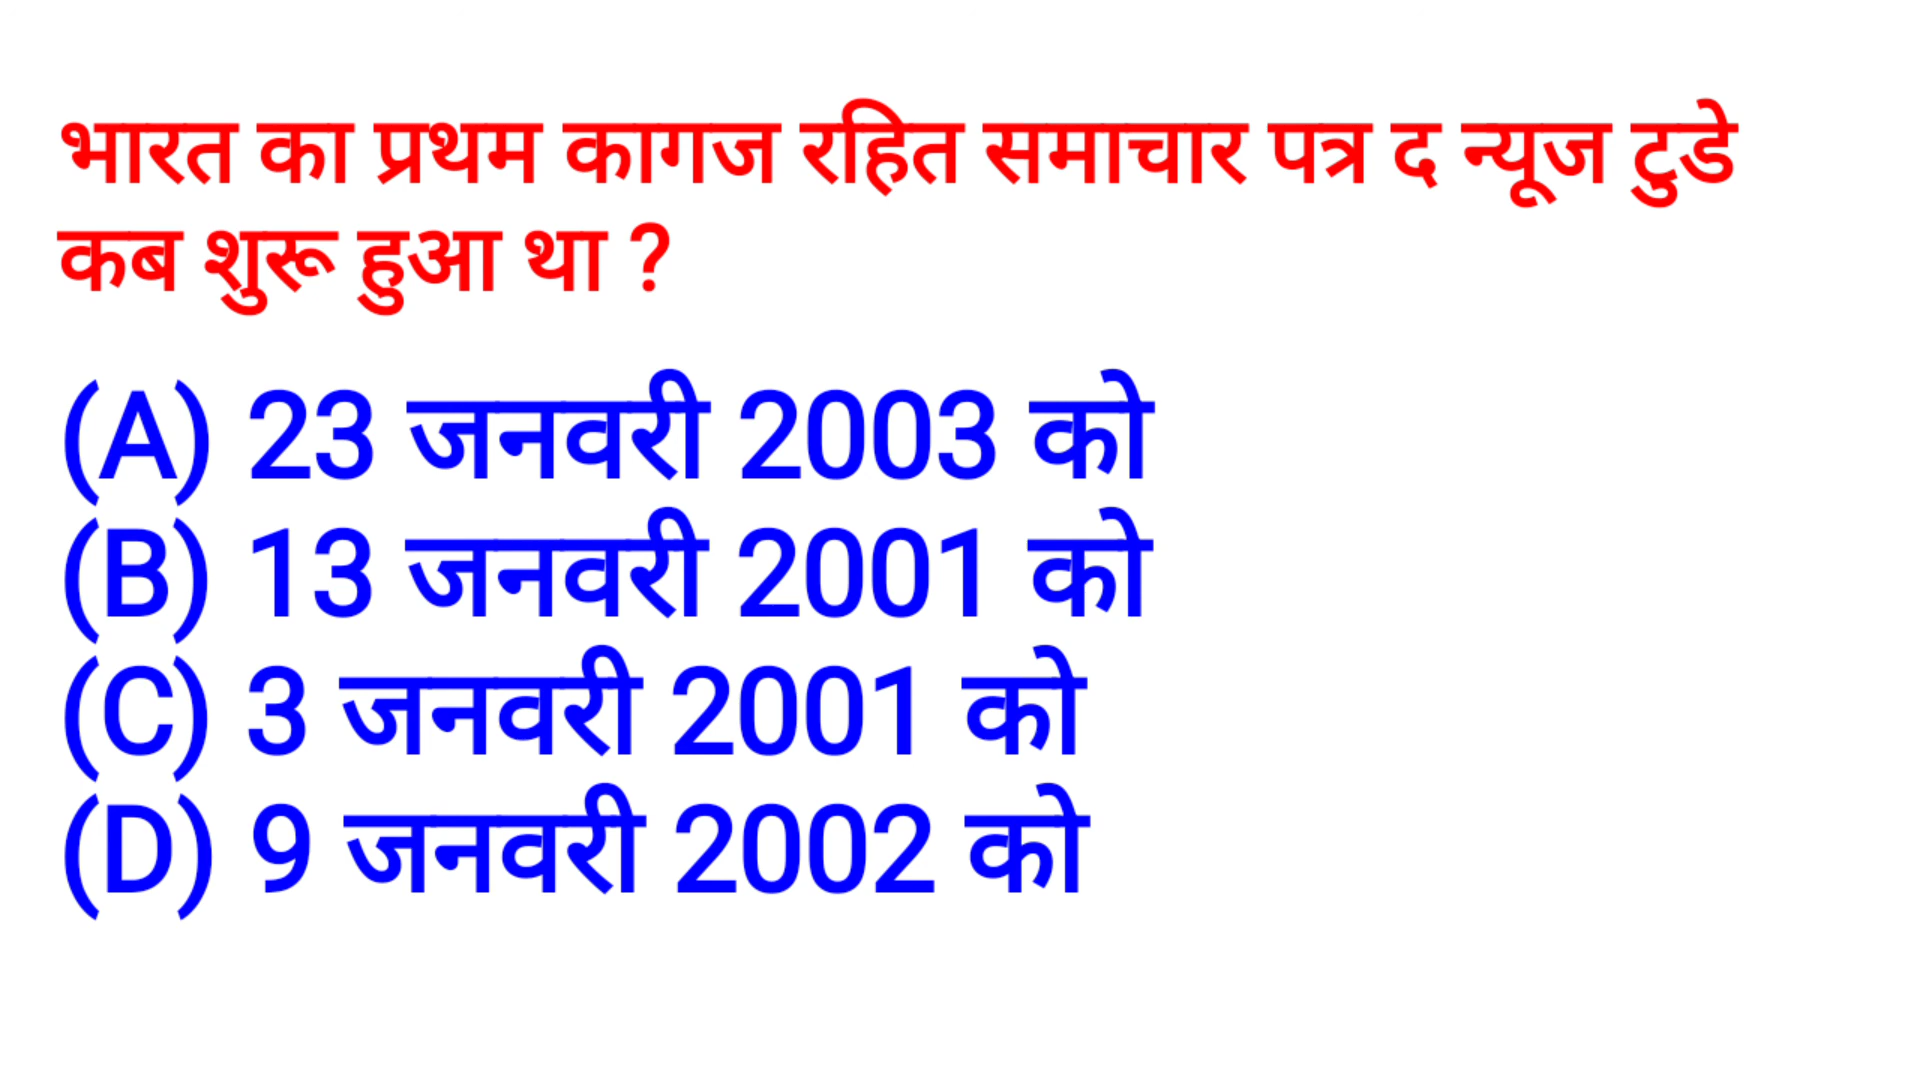 भारत का प्रथम कागज रहित समाचार पत्र द न्यूज टुडे
कब शुरू हुआ था ?
(A) 23 जनवरी 2003 को
(B) 13 जनवरी 2001 को
(C) 3 जनवरी 2001 को
(D) 9 जनवरी 2002 को